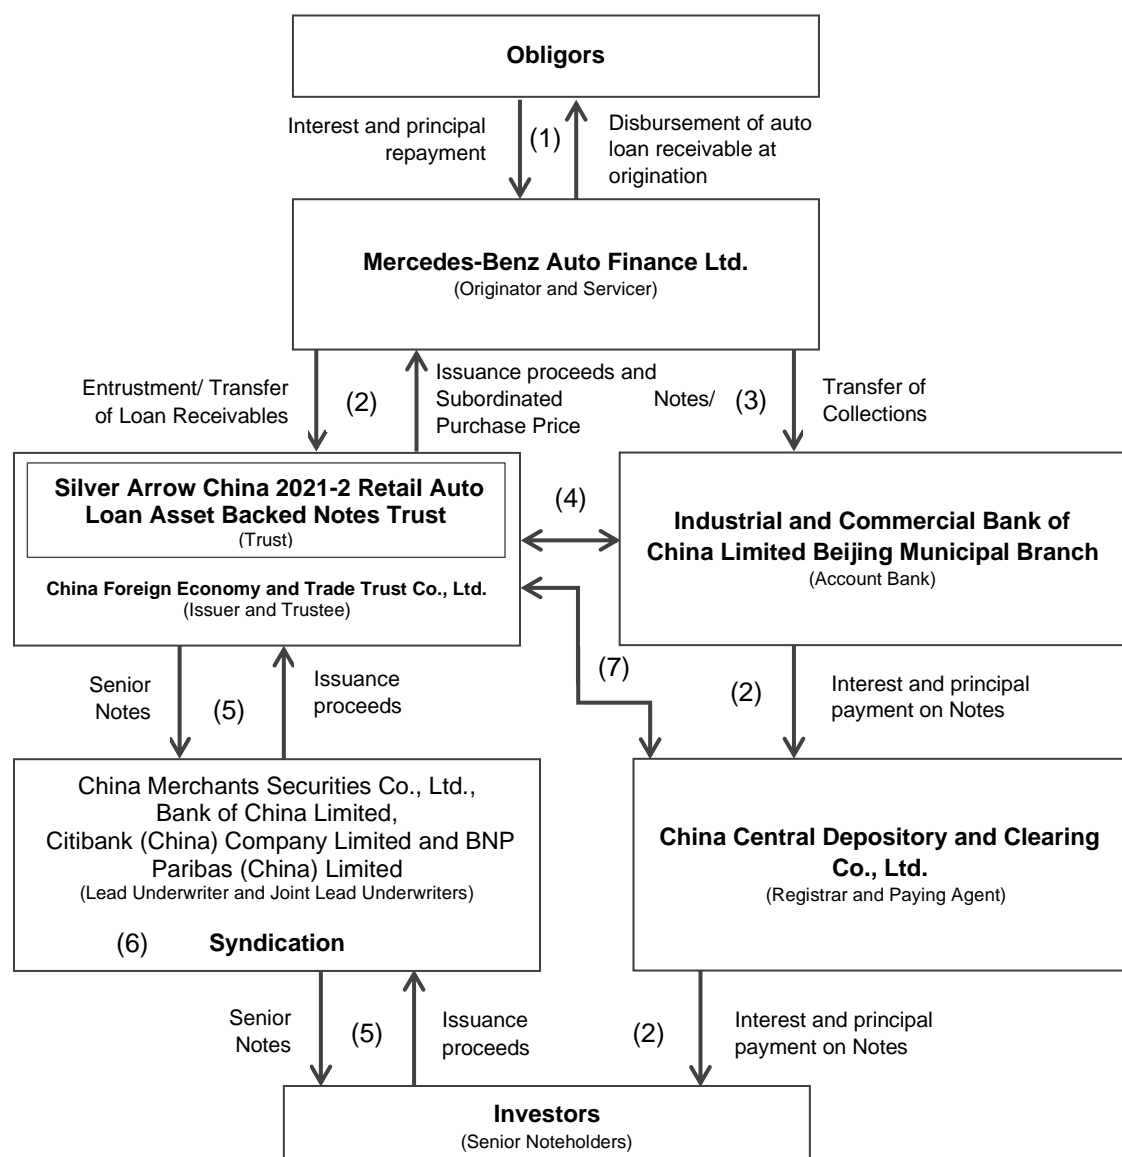 Obligors
Interest and principal
repayment
(1)
Disbursement of auto
loan receivable at
origination
Mercedes-Benz Auto Finance Ltd.
(Originator and Servicer)
Entrustment/ Transfer
of Loan Receivables
(2)
Issuance proceeds and
Subordinated Notes/
Purchase Price
(3)
Transfer of
Collections
Silver Arrow China 2021-2 Retail Auto
Loan Asset Backed Notes Trust
(Trust)
China Foreign Economy and Trade Trust Co., Ltd.
(Issuer and Trustee)
(4)
Industrial and Commercial Bank of
China Limited Beijing Municipal Branch
(Account Bank)
Senior
Notes
(5)
Issuance
proceeds
(7)
(2)
Interest and principal
payment on Notes
China Merchants Securities Co., Ltd.,
Bank of China Limited,
Citibank (China) Company Limited and BNP
Paribas (China) Limited
(Lead Underwriter and Joint Lead Underwriters)
(6) Syndication
China Central Depository and Clearing
Co., Ltd.
(Registrar and Paying Agent)
Senior
Notes
(5)
Issuance
proceeds
(2)
Interest and principal
payment on Notes
Investors
(Senior Noteholders)